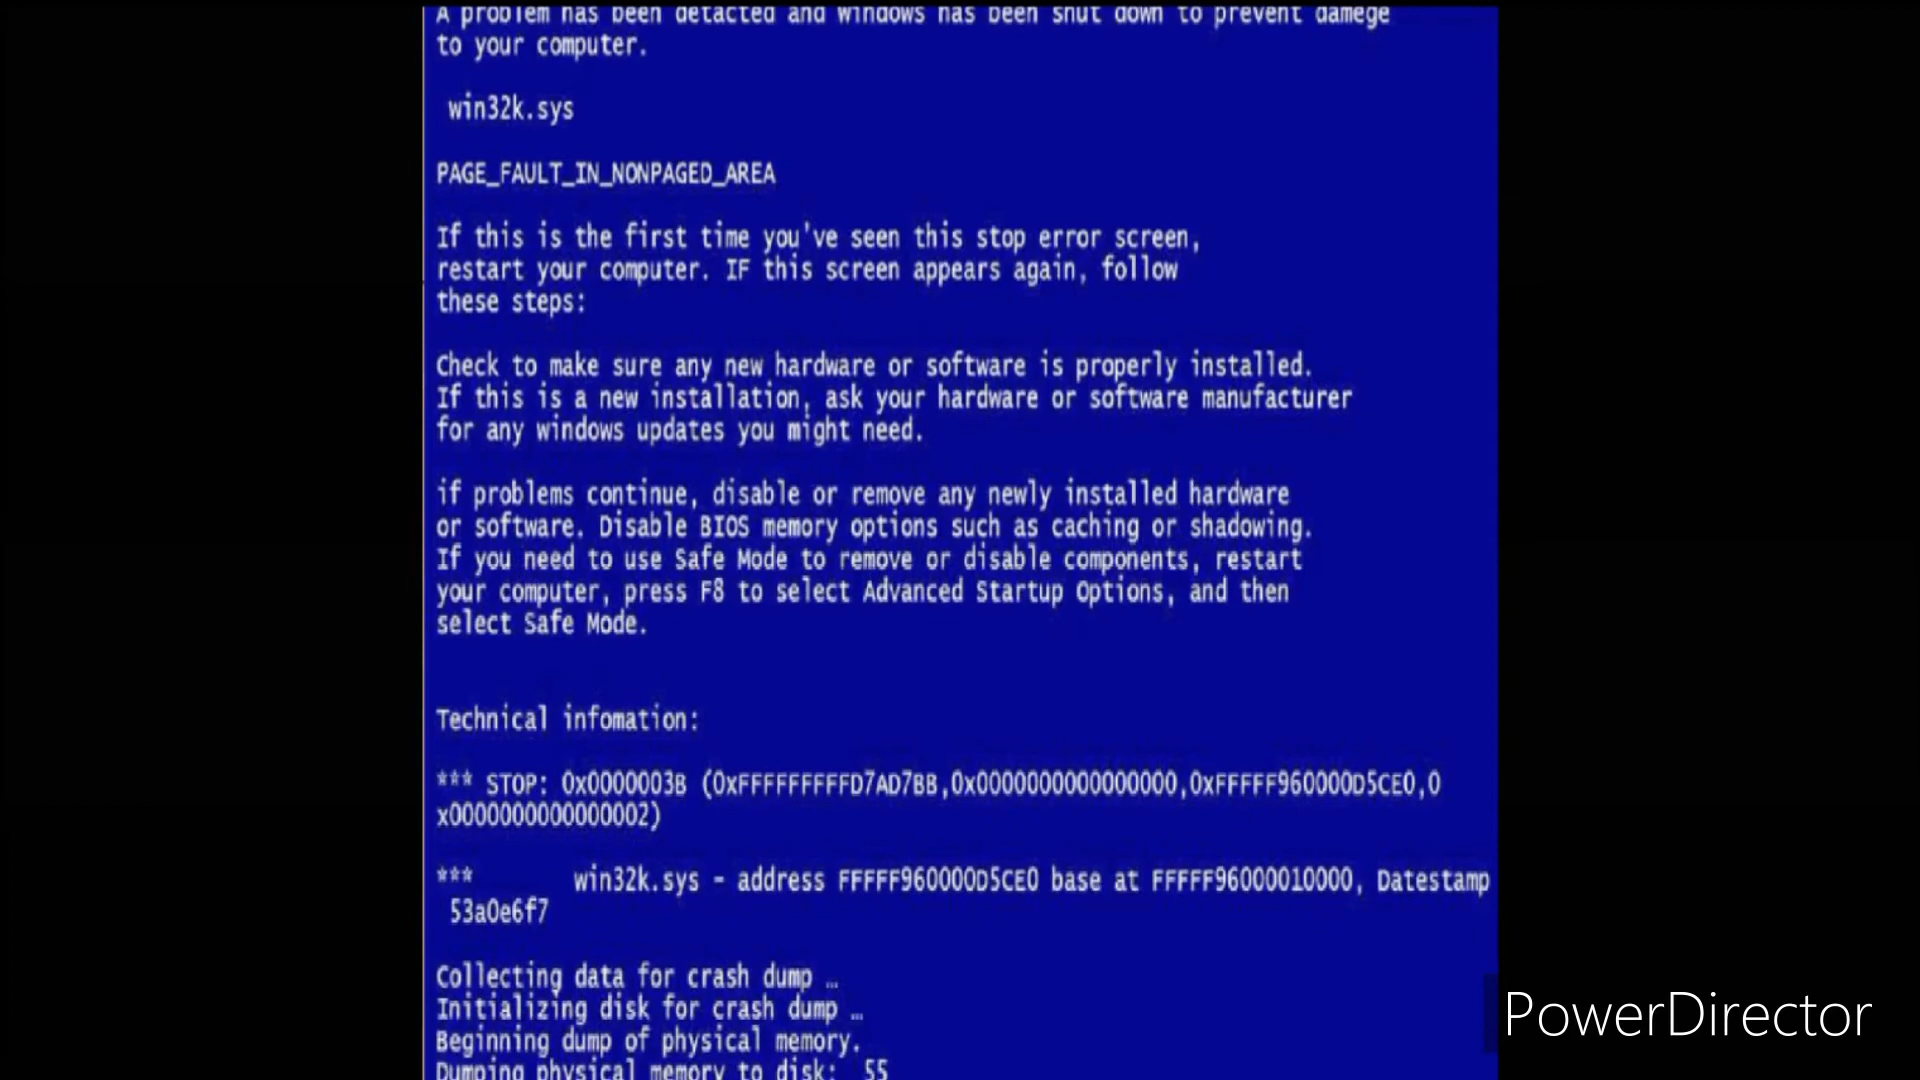 A problem has been detacted and windows has been shut down to prevent damege
to your computer.
win32k.sys
PAGE_FAULT_IN_NONPAGED_AREA
If this is the first time you've seen this stop error screen,
restart your computer. IF this screen appears again, follow
these steps:
Check to make sure any new hardware or software is properly installed.
If this is a new installation, ask your hardware or software manufacturer
for any windows updates you might need.
if problems continue, disable or remove any newly installed hardware
or software. Disable BIOS memory options such as caching or shadowing.
If you need to use Safe Mode to remove or disable components, restart
your computer, press F8 to select Advanced Startup Options, and then
select Safe Mode.
Technical infomation:
*** STOP: 0x0000003B (0xFFFFFFFFFD7AD7BB,0x0000000000000000,0xFFFFF960000D5CE0,0
x0000000000000002)
*** win32k.sys - address FFFFF960000D5CE0 base at FFFFF96000010000, Datestamp
53a0e6f7
Collecting data for crash dump …
Initializing disk for crash dump …
Beginning dump of physical memory.
Dumping physical memory to disk: 55
PowerDirector